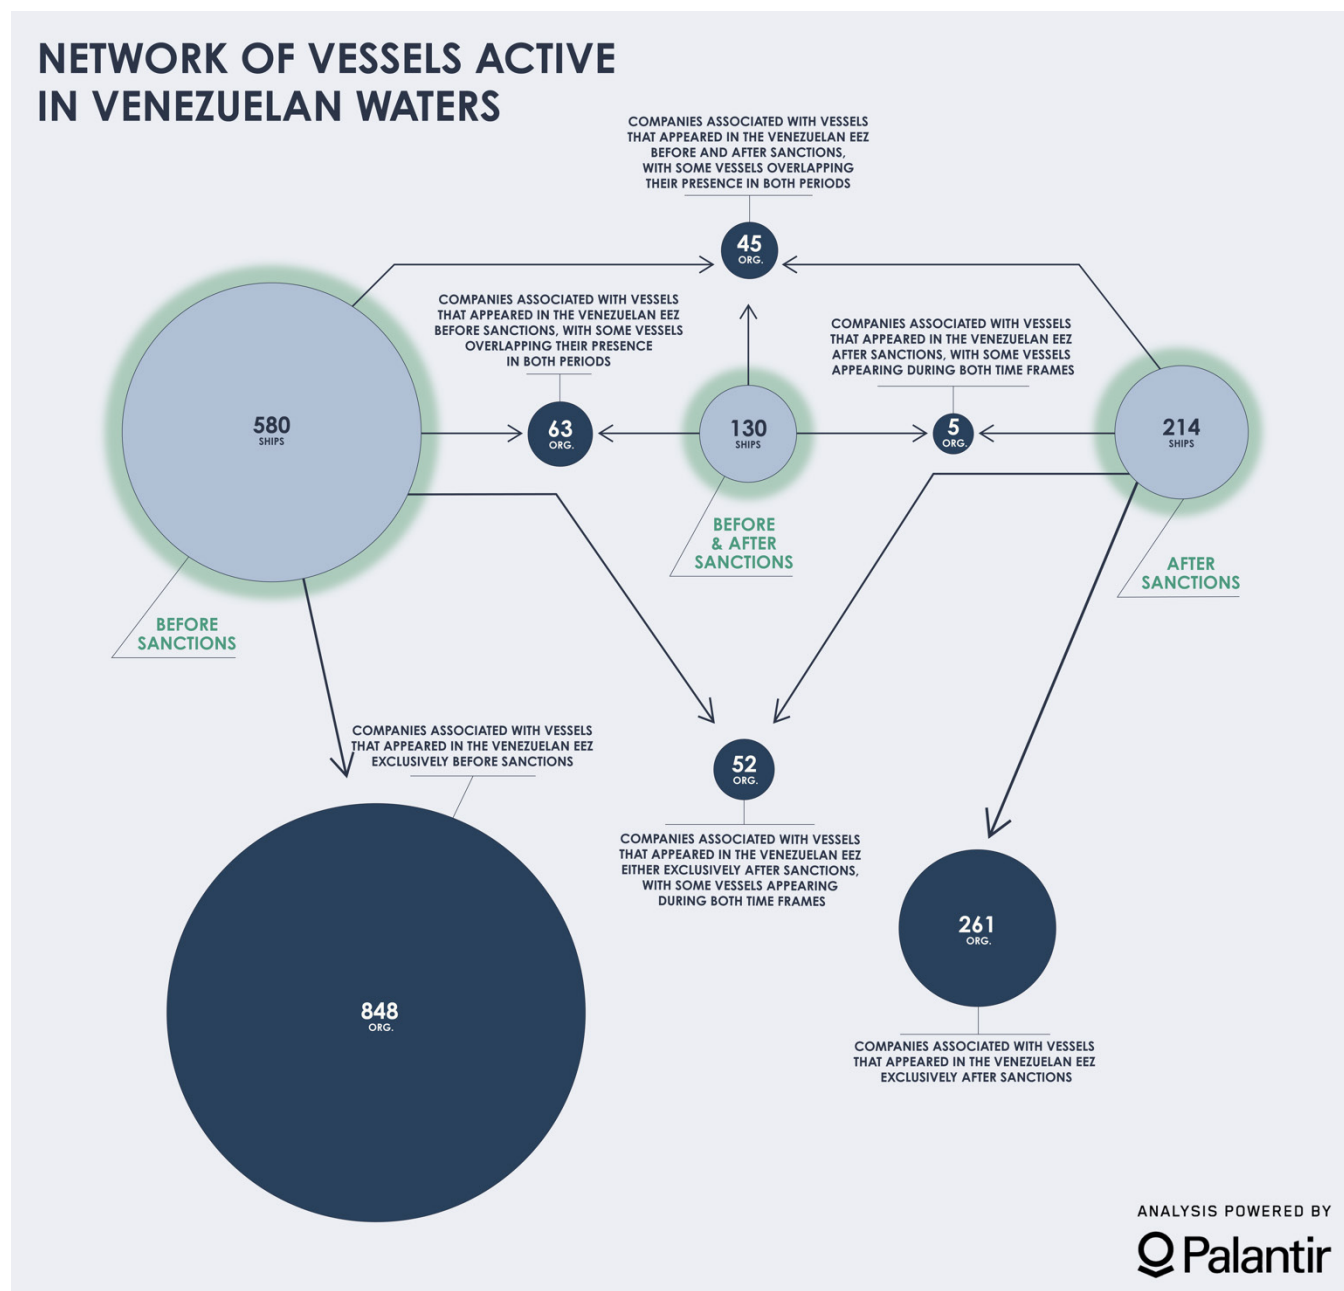 NETWORK OF VESSELS ACTIVE
IN VENEZUELAN WATERS
COMPANIES ASSOCIATED WITH VESSELS
THAT APPEARED IN THE VENEZUELAN EEZ
BEFORE AND AFTER SANCTIONS,
WITH SOME VESSELS OVERLAPPING
THEIR PRESENCE IN BOTH PERIODS
45
ORG.
COMPANIES ASSOCIATED WITH VESSELS
THAT APPEARED IN THE VENEZUELAN EEZ
BEFORE SANCTIONS, WITH SOME VESSELS
OVERLAPPING THEIR PRESENCE
IN BOTH PERIODS
COMPANIES ASSOCIATED WITH VESSELS
THAT APPEARED IN THE VENEZUELAN EEZ
AFTER SANCTIONS, WITH SOME VESSELS
APPEARING DURING BOTH TIME FRAMES
580
SHIPS
63
ORG.
130
SHIPS
5
ORG.
214
SHIPS
BEFORE
& AFTER
SANCTIONS
AFTER
SANCTIONS
BEFORE
SANCTIONS
COMPANIES ASSOCIATED WITH VESSELS
THAT APPEARED IN THE VENEZUELAN EEZ
EXCLUSIVELY BEFORE SANCTIONS
52
ORG.
COMPANIES ASSOCIATED WITH VESSELS
THAT APPEARED IN THE VENEZUELAN EEZ
EITHER EXCLUSIVELY AFTER SANCTIONS,
WITH SOME VESSELS APPEARING
DURING BOTH TIME FRAMES
261
ORG.
848
ORG.
COMPANIES ASSOCIATED WITH VESSELS
THAT APPEARED IN THE VENEZUELAN EEZ
EXCLUSIVELY AFTER SANCTIONS
ANALYSIS POWERED BY
Palantir